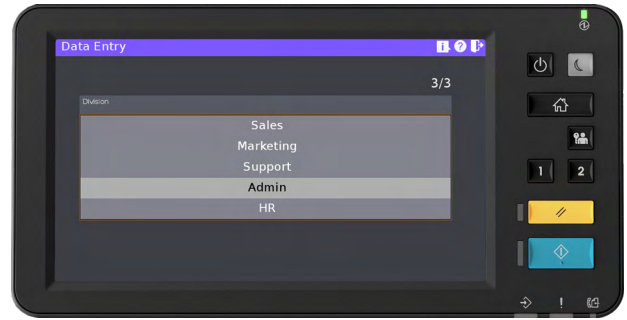 Data Entry
3/3
Division
Sales
Marketing
Support
Admin
HR
1 2